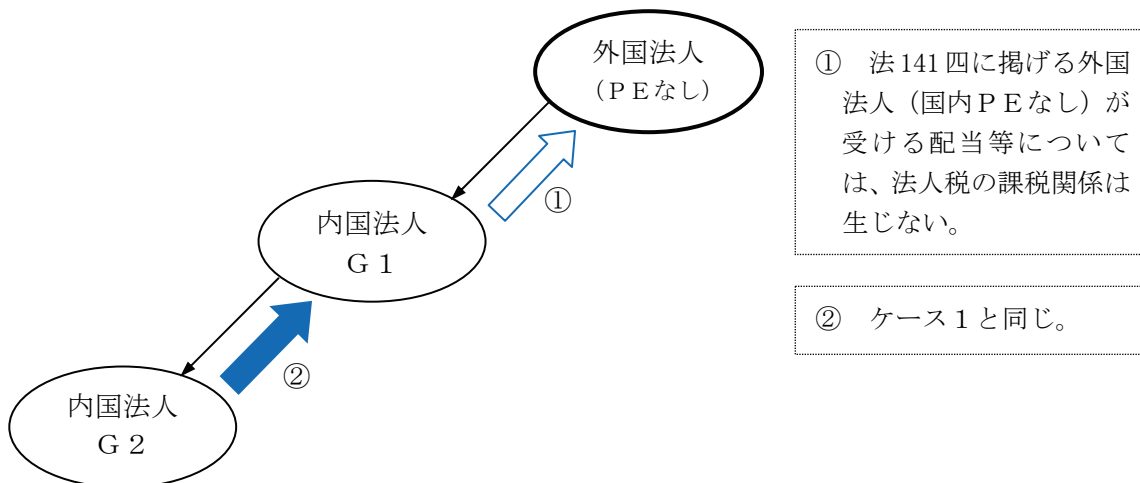 外国法人
（ＰＥなし）
①　法 141 四に掲げる外国
法人（国内ＰＥなし）が
受ける配当等について
は、法人税の課税関係は
生じない。
①
内国法人
Ｇ１
②　ケース１と同じ。
②
内国法人
Ｇ２